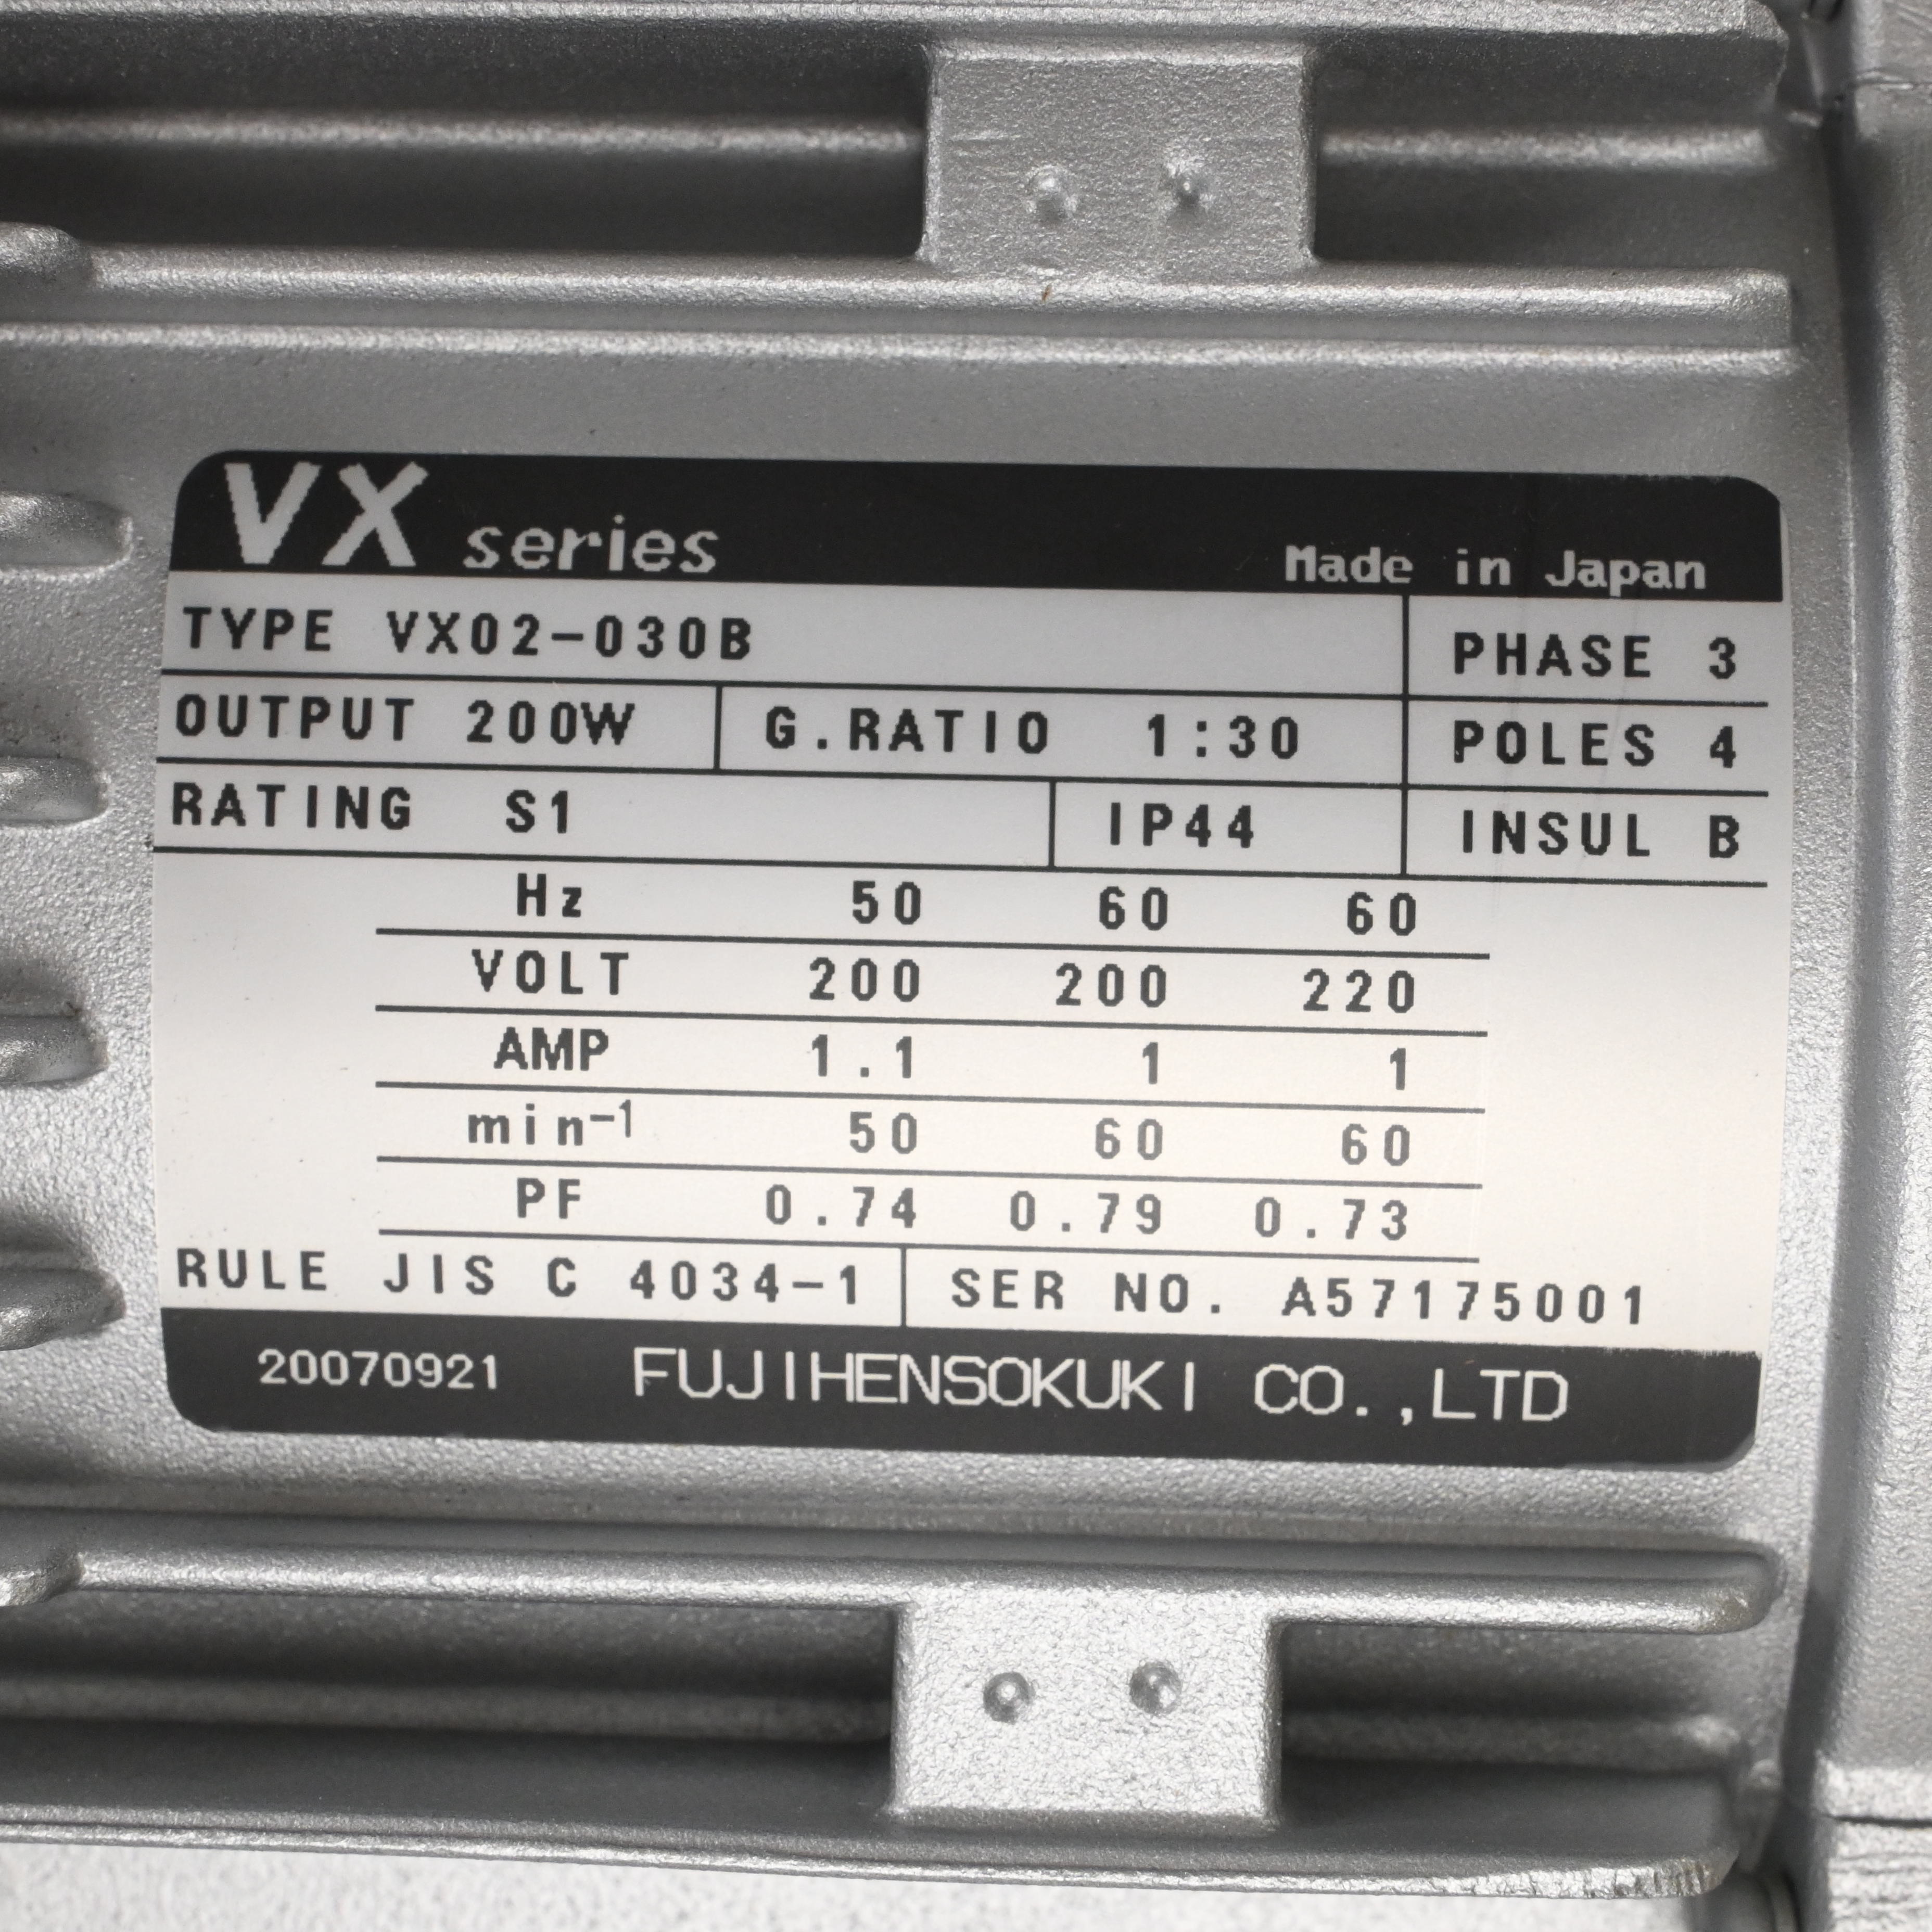 VX series Made in Japan
TYPE VX02-030B PHASE 3
OUTPUT 200W G.RATIO 1:30 POLES 4
RATING S1 IP44 INSUL B
Hz 50 60 60
VOLT 200 200 220
AMP 1.1 1 1
min⁻¹ 50 60 60
PF 0.74 0.79 0.73
RULE JIS C 4034-1 SER NO. A57175001
20070921 FUJIHENSOKUKI CO.,LTD